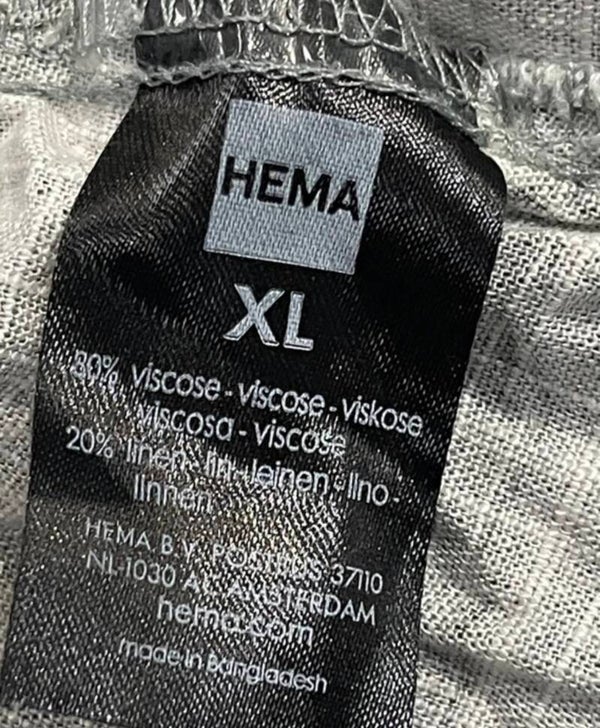 HEMA
XL
80% viscose - viscose - viskose
viscosa - viscose
20% linen - lin - leinen - lino -
linnen
HEMA B.V. POSTBUS 37110
NL-1030 AC AMSTERDAM
hema.com
made in Bangladesh